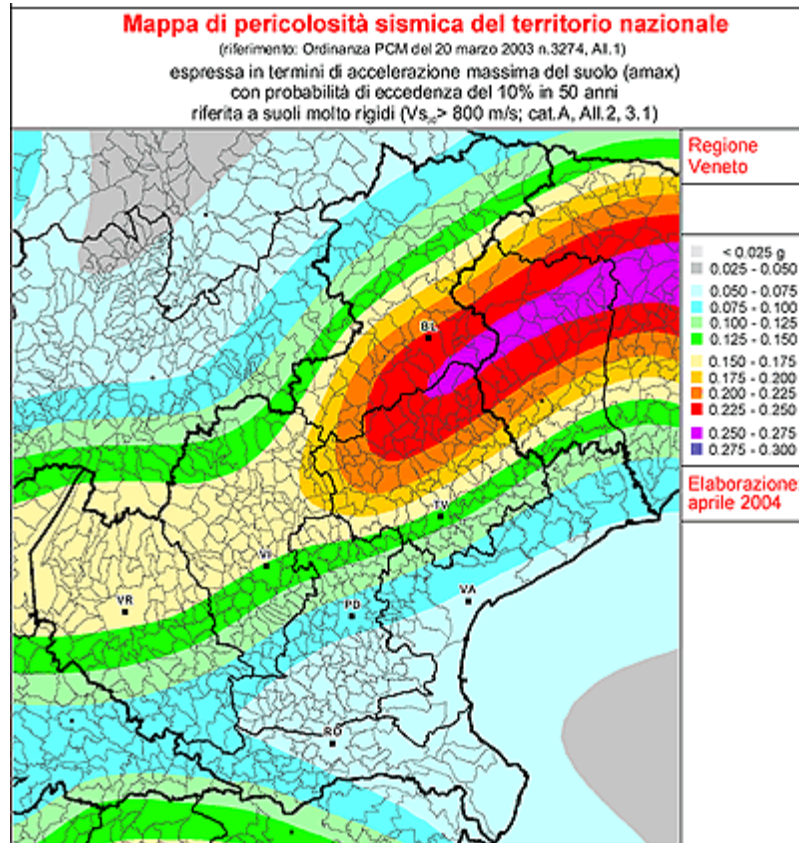 Mappa di pericolosità sismica del territorio nazionale
(riferimento: Ordinanza PCM del 20 marzo 2003 n.3274, All.1)
espressa in termini di accelerazione massima del suolo (amax)
con probabilità di eccedenza del 10% in 50 anni
riferita a suoli molto rigidi (Vs₃₀> 800 m/s; cat.A, All.2, 3.1)
Regione
Veneto
< 0.025 g
0.025 - 0.050
0.050 - 0.075
0.075 - 0.100
0.100 - 0.125
0.125 - 0.150
0.150 - 0.175
0.175 - 0.200
0.200 - 0.225
0.225 - 0.250
0.250 - 0.275
0.275 - 0.300
Elaborazione:
aprile 2004
BL
TV
VI
VR
PD
VA
RO